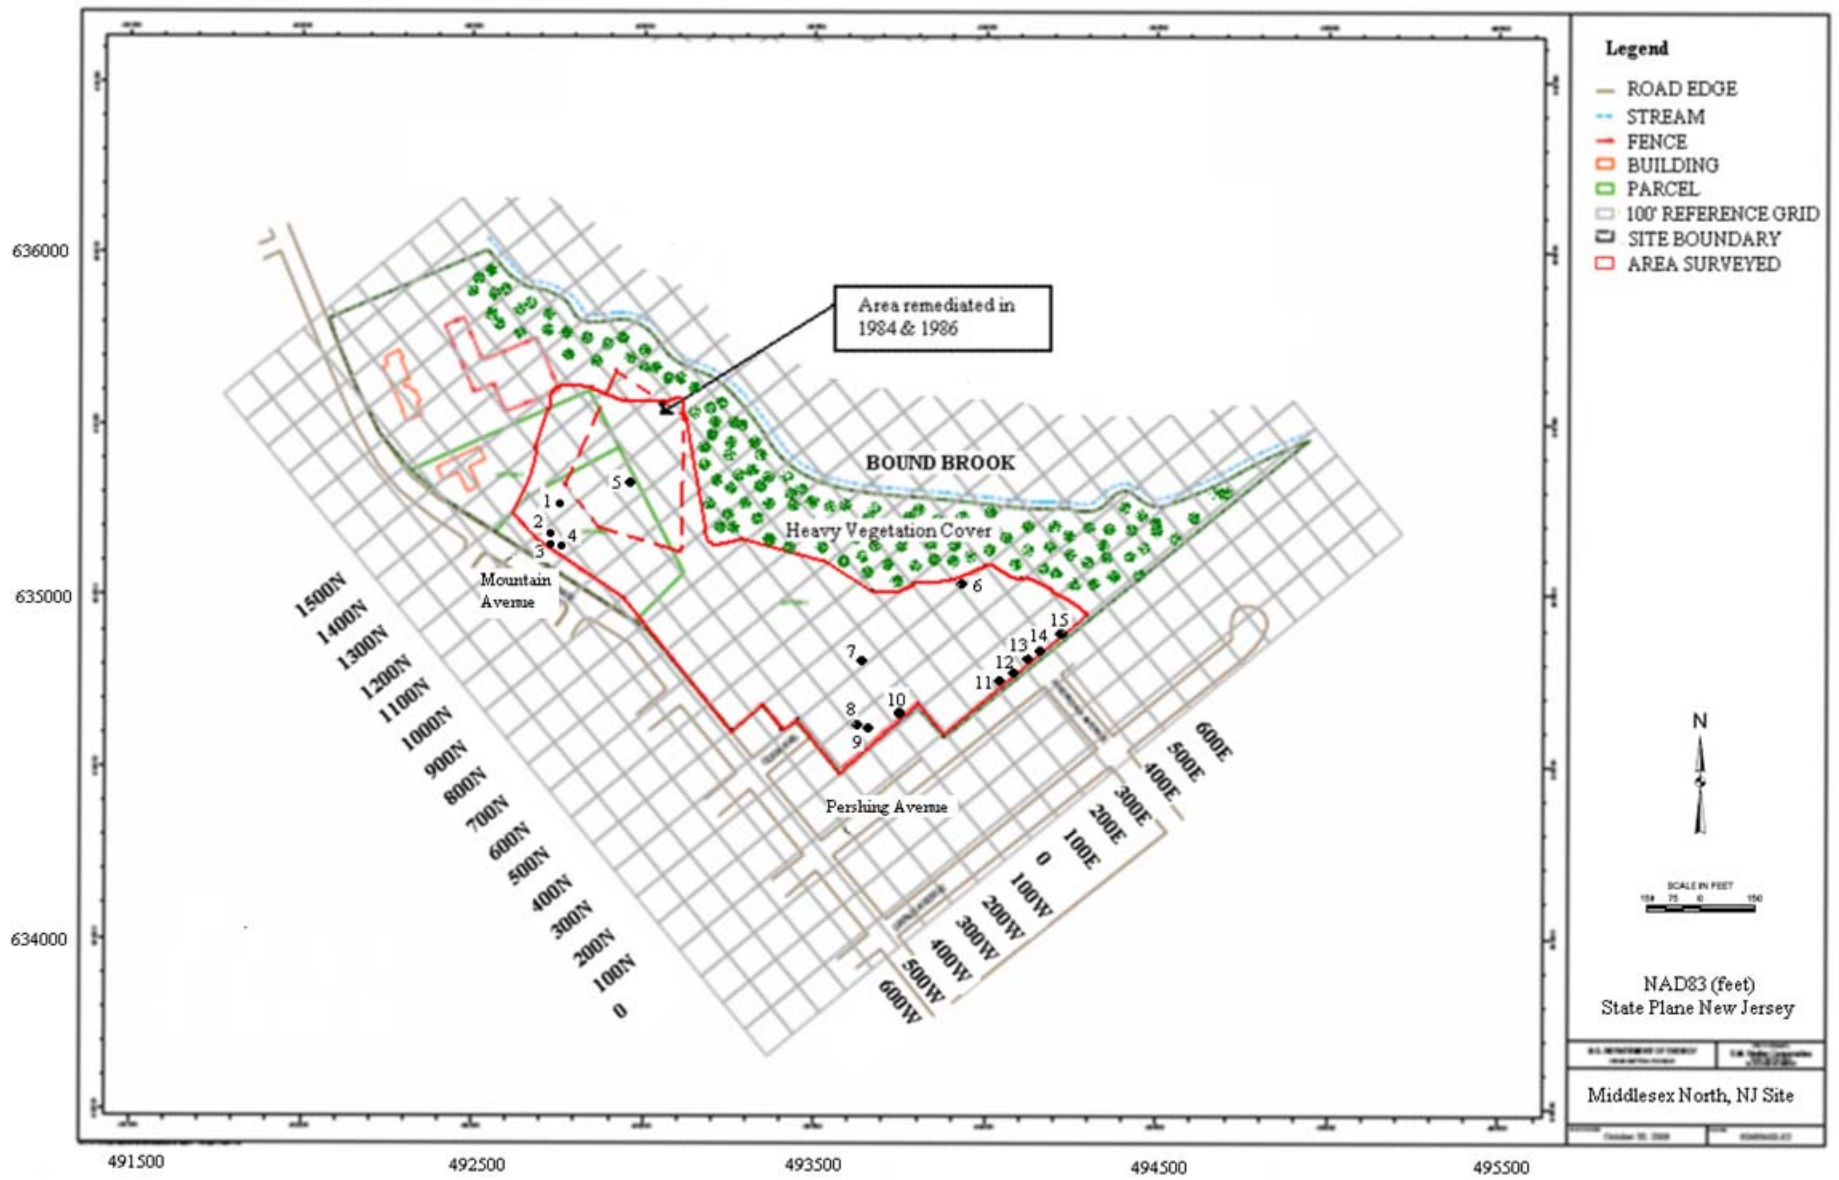 Legend
ROAD EDGE
STREAM
FENCE
BUILDING
PARCEL
100' REFERENCE GRID
SITE BOUNDARY
AREA SURVEYED
636000
635000
634000
Area remediated in
1984 & 1986
BOUND BROOK
Heavy Vegetation Cover
5
1
2
4
3
Mountain
Avenue
6
15
14
13
12
11
7
10
8
9
Pershing Avenue
1500N
1400N
1300N
1200N
1100N
1000N
900N
800N
700N
600N
500N
400N
300N
200N
100N
0
600E
500E
400E
300E
200E
100E
0
100W
200W
300W
400W
500W
600W
N
SCALE IN FEET
75 0 150
NAD83 (feet)
State Plane New Jersey
Middlesex North, NJ Site
491500 492500 493500 494500 495500